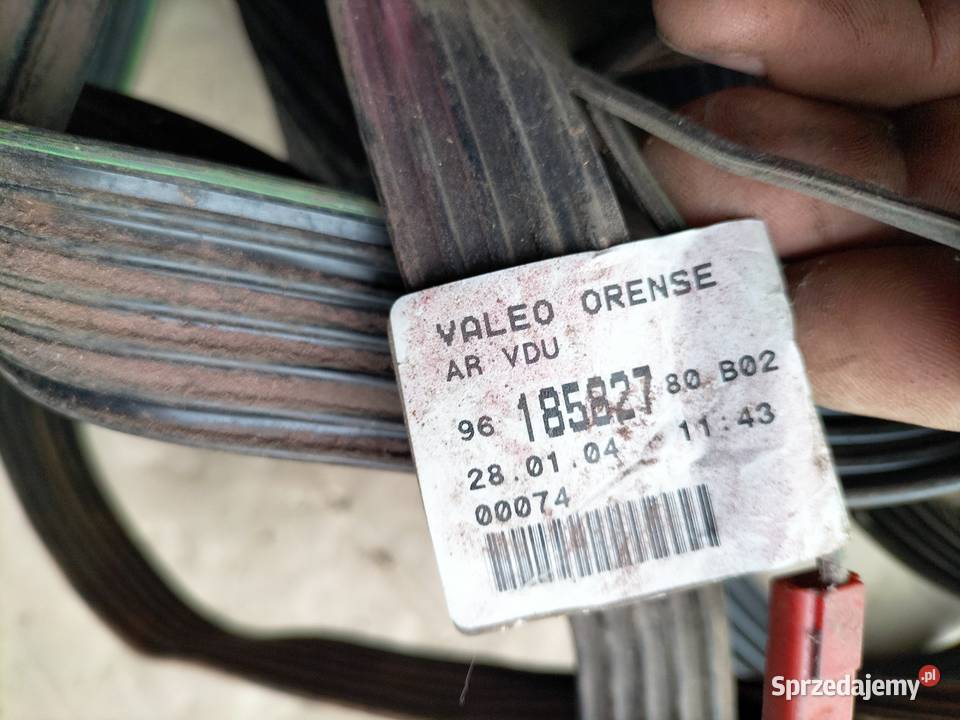 VALEO ORENSE
AR VDU
96 185827 80 B02
28.01.04 11:43
00074
Sprzedajemy.pl